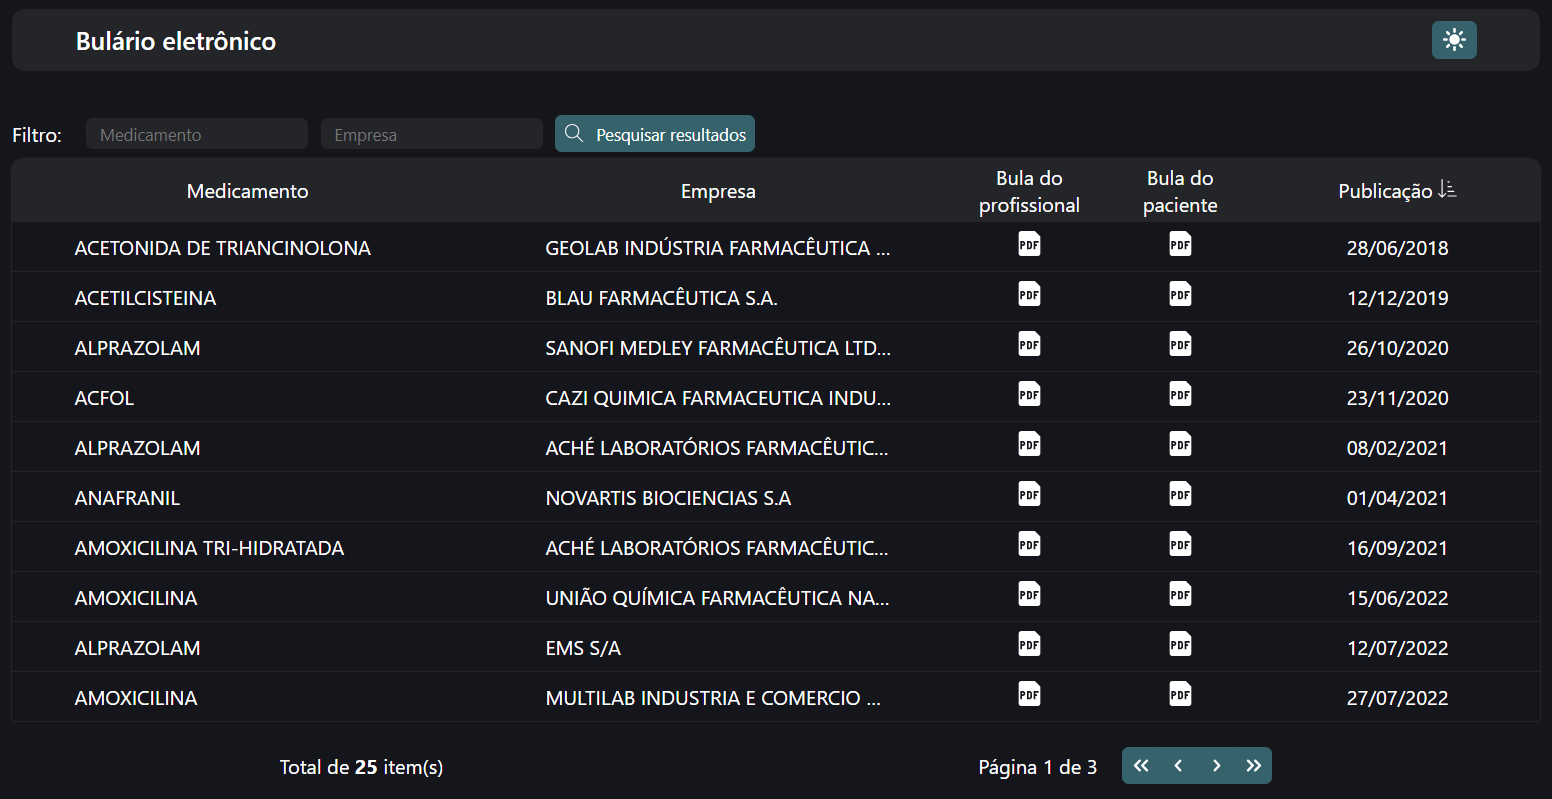 Bulário eletrônico
Filtro: Medicamento Empresa Pesquisar resultados
Medicamento Empresa Bula do profissional Bula do paciente Publicação
ACETONIDA DE TRIANCINOLONA GEOLAB INDÚSTRIA FARMACÊUTICA ... PDF PDF 28/06/2018
ACETILCISTEINA BLAU FARMACÊUTICA S.A. PDF PDF 12/12/2019
ALPRAZOLAM SANOFI MEDLEY FARMACÊUTICA LTD... PDF PDF 26/10/2020
ACFOL CAZI QUIMICA FARMACEUTICA INDU... PDF PDF 23/11/2020
ALPRAZOLAM ACHÉ LABORATÓRIOS FARMACÊUTIC... PDF PDF 08/02/2021
ANAFRANIL NOVARTIS BIOCIENCIAS S.A PDF PDF 01/04/2021
AMOXICILINA TRI-HIDRATADA ACHÉ LABORATÓRIOS FARMACÊUTIC... PDF PDF 16/09/2021
AMOXICILINA UNIÃO QUÍMICA FARMACÊUTICA NA... PDF PDF 15/06/2022
ALPRAZOLAM EMS S/A PDF PDF 12/07/2022
AMOXICILINA MULTILAB INDUSTRIA E COMERCIO ... PDF PDF 27/07/2022
Total de 25 item(s) Página 1 de 3